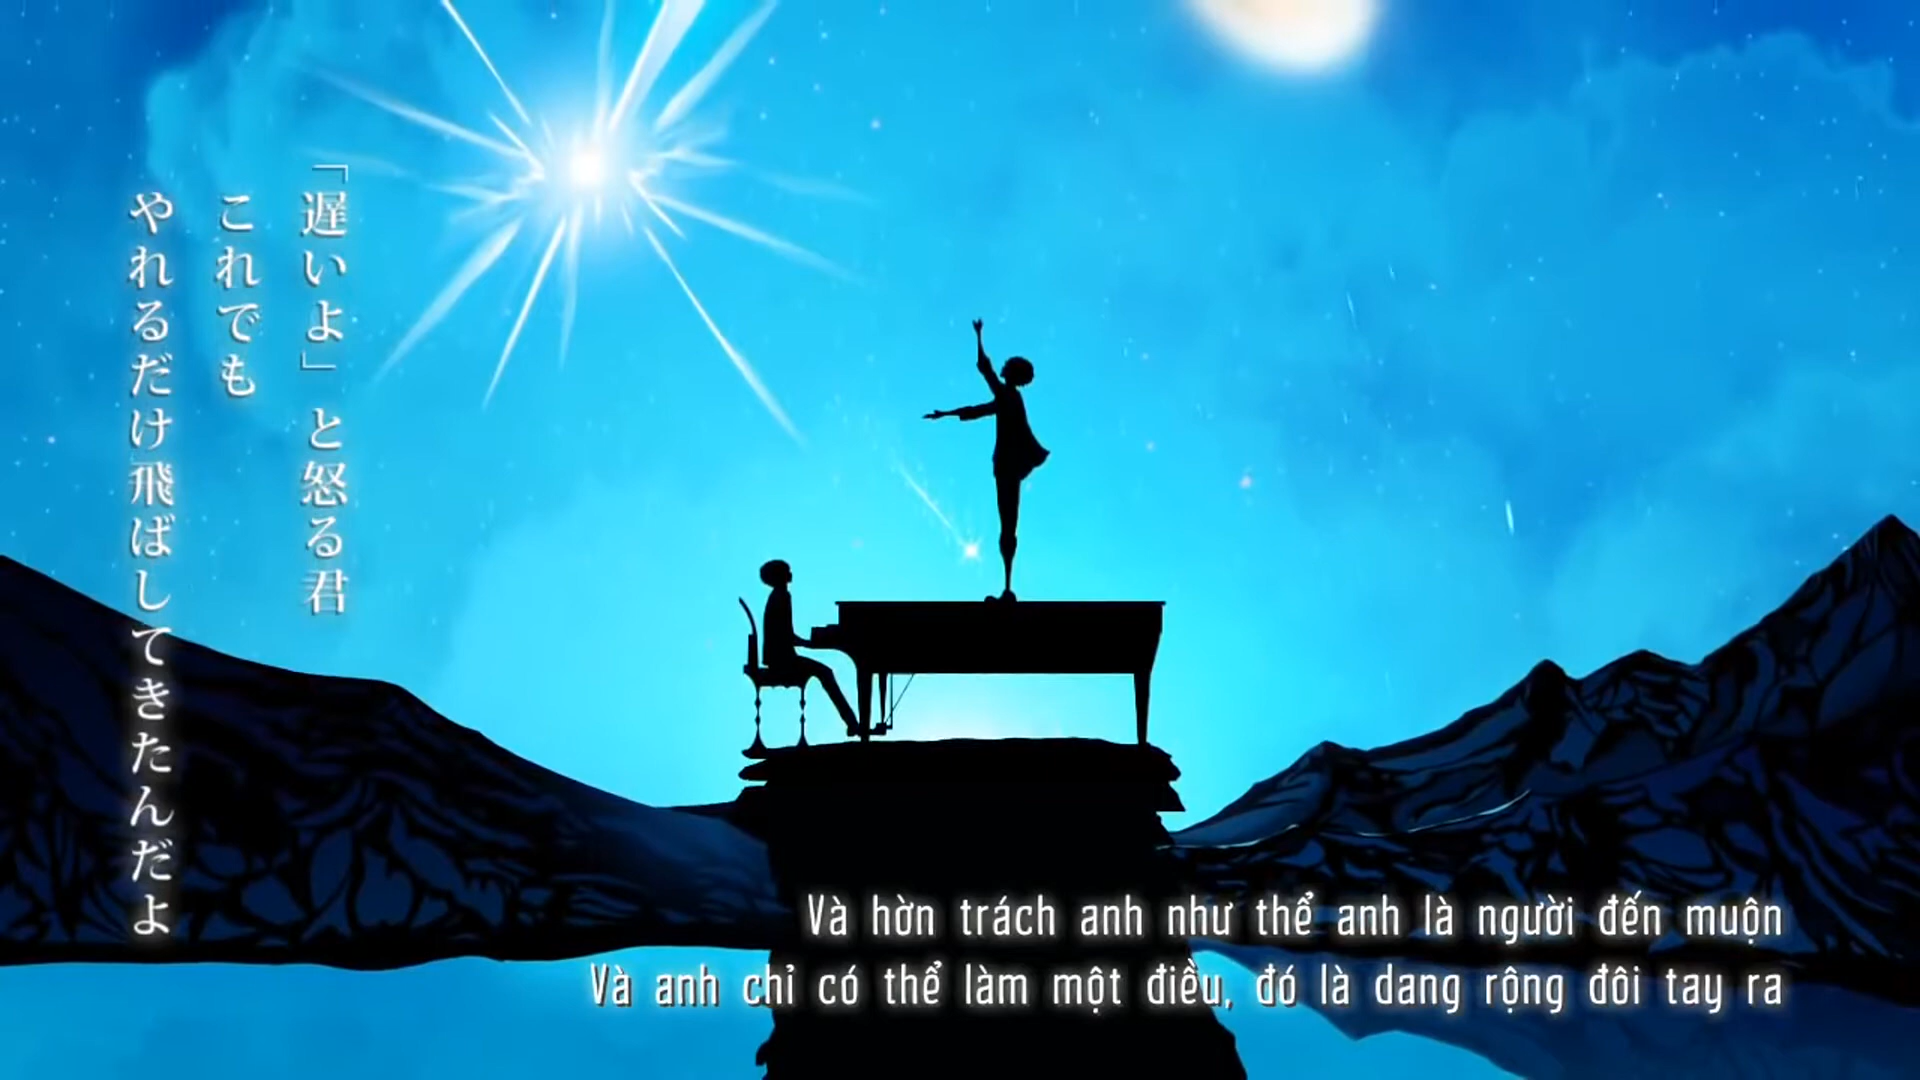 「遅いよ」と怒る君
これでも
やれるだけ飛ばしてきたんだよ
Và hờn trách anh như thể anh là người đến muộn
Và anh chỉ có thể làm một điều, đó là dang rộng đôi tay ra